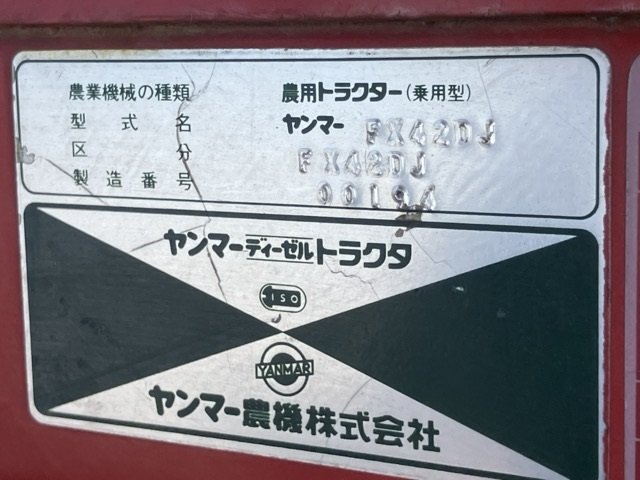 農業機械の種類 農用トラクター(乗用型)
型式名 ヤンマー FX42DJ
区分 FX42DJ
製造番号 00194
ヤンマーディーゼルトラクタ
ISO
YANMAR
ヤンマー農機株式会社